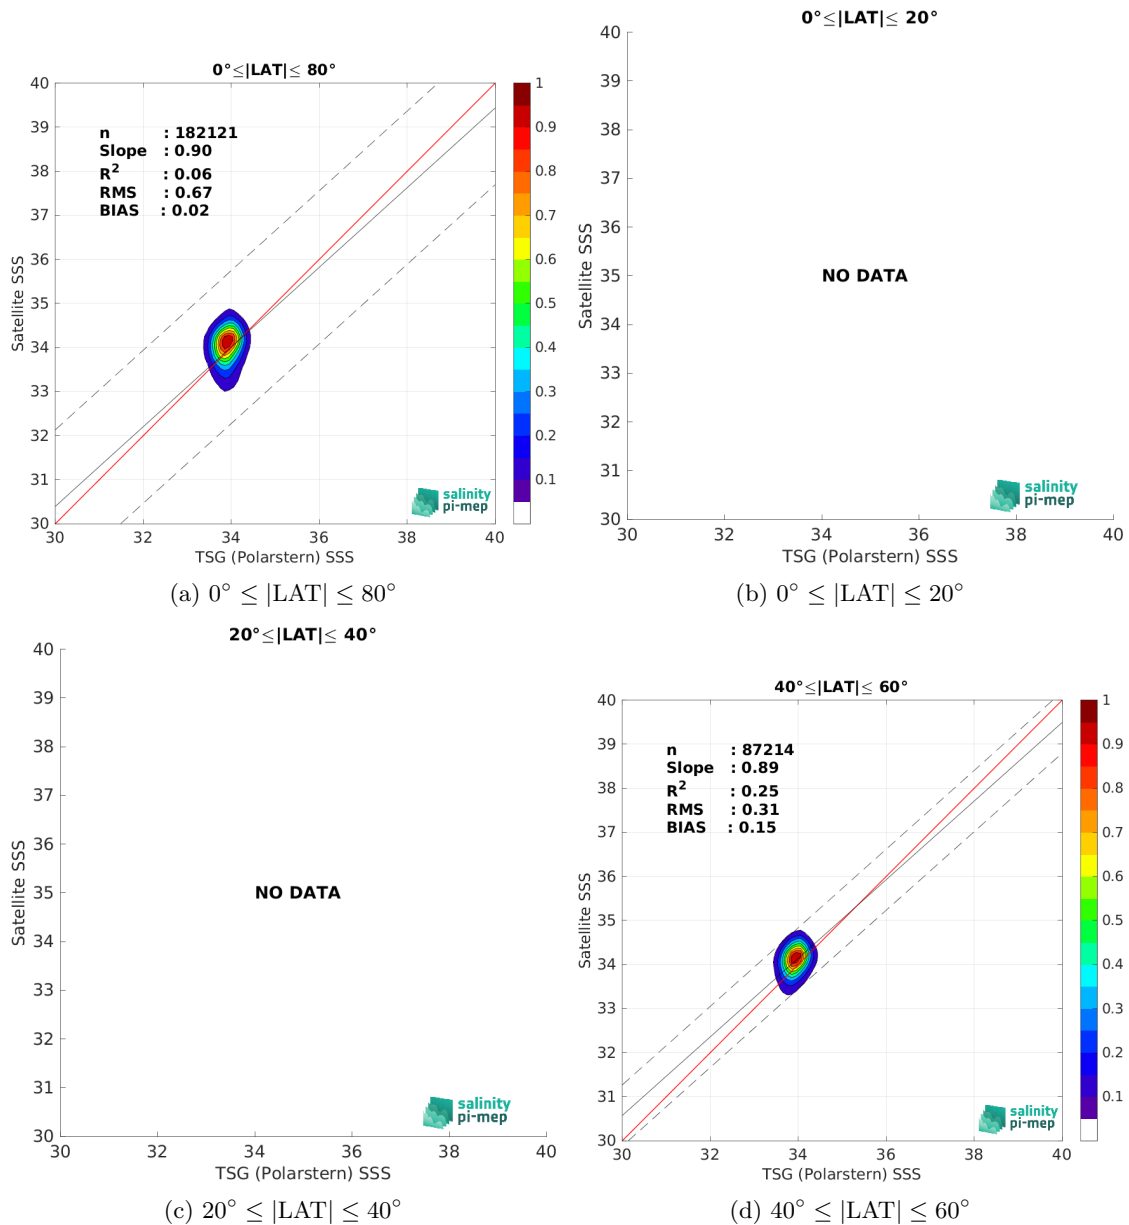 0°≤|LAT|≤ 80°
40
39
38
37
36
35
34
33
32
31
30
Satellite SSS
n : 182121
Slope : 0.90
R² : 0.06
RMS : 0.67
BIAS : 0.02
salinity
pi-mep
30 32 34 36 38 40
TSG (Polarstern) SSS
1
0.9
0.8
0.7
0.6
0.5
0.4
0.3
0.2
0.1
(a) 0° ≤ |LAT| ≤ 80°
0°≤|LAT|≤ 20°
40
39
38
37
36
35
34
33
32
31
30
Satellite SSS
NO DATA
salinity
pi-mep
30 32 34 36 38 40
TSG (Polarstern) SSS
(b) 0° ≤ |LAT| ≤ 20°
20°≤|LAT|≤ 40°
40
39
38
37
36
35
34
33
32
31
30
Satellite SSS
NO DATA
salinity
pi-mep
30 32 34 36 38 40
TSG (Polarstern) SSS
(c) 20° ≤ |LAT| ≤ 40°
40°≤|LAT|≤ 60°
40
39
38
37
36
35
34
33
32
31
30
Satellite SSS
n : 87214
Slope : 0.89
R² : 0.25
RMS : 0.31
BIAS : 0.15
salinity
pi-mep
30 32 34 36 38 40
TSG (Polarstern) SSS
1
0.9
0.8
0.7
0.6
0.5
0.4
0.3
0.2
0.1
(d) 40° ≤ |LAT| ≤ 60°